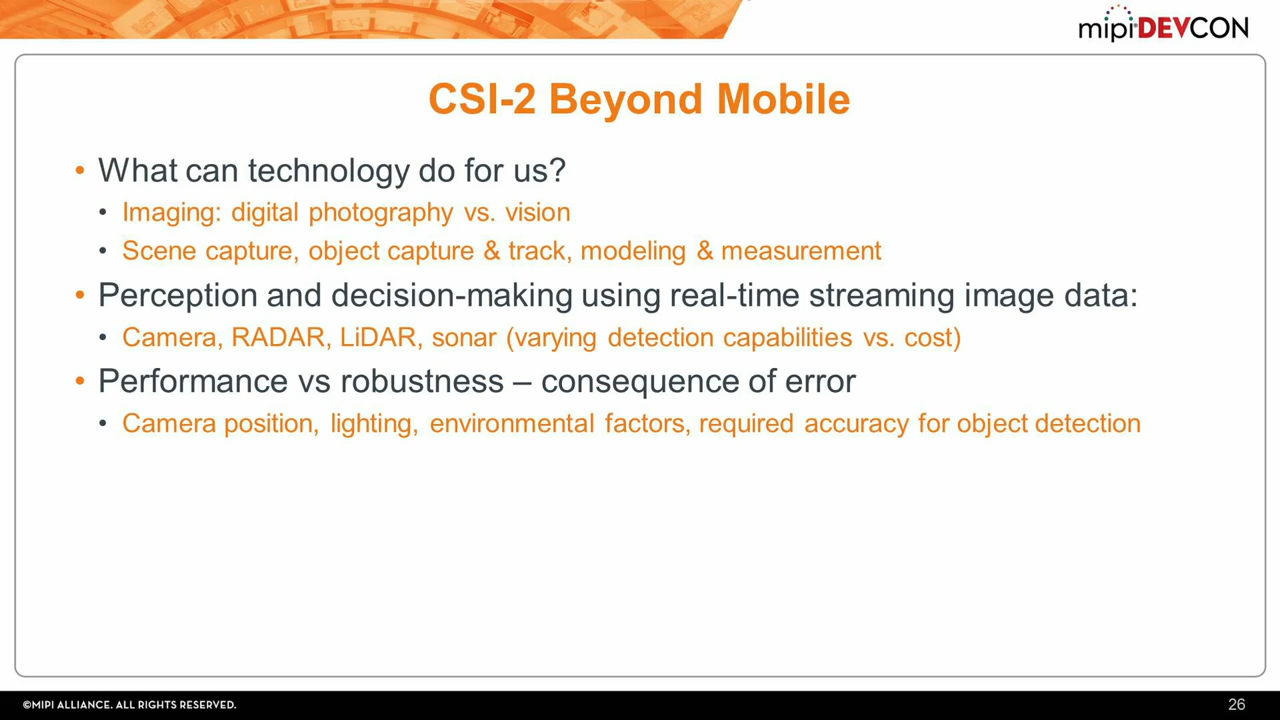 mipi DEVCON
CSI-2 Beyond Mobile
• What can technology do for us?
• Imaging: digital photography vs. vision
• Scene capture, object capture & track, modeling & measurement
• Perception and decision-making using real-time streaming image data:
• Camera, RADAR, LiDAR, sonar (varying detection capabilities vs. cost)
• Performance vs robustness – consequence of error
• Camera position, lighting, environmental factors, required accuracy for object detection
©MIPI ALLIANCE. ALL RIGHTS RESERVED.
26